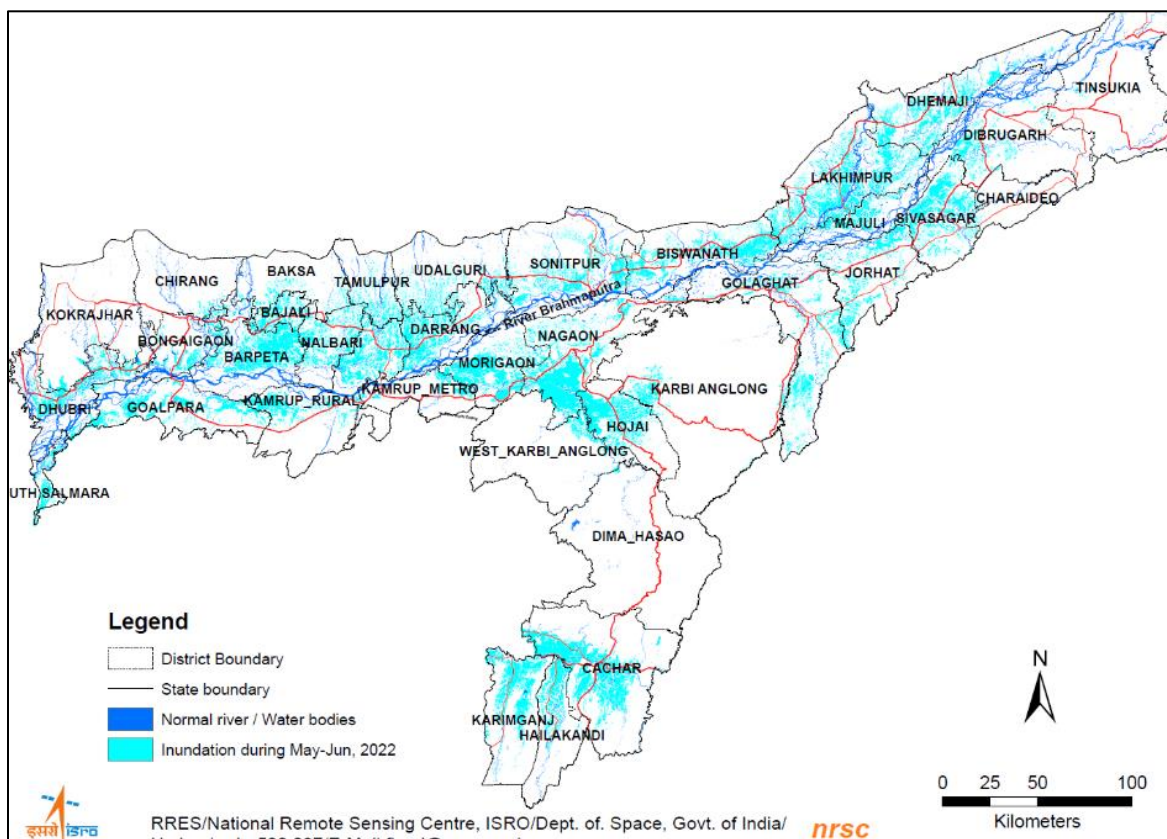 TINSUKIA
DHEMAJI
DIBRUGARH
LAKHIMPUR
CHARAIDEO
MAJULI
SIVASAGAR
BISWANATH
UDALGURI
SONITPUR
BAKSA
CHIRANG
TAMULPUR
GOLAGHAT
JORHAT
River Brahmaputra
KOKRAJHAR
BAJALI
DARRANG
BONGAIGAON
NALBARI
NAGAON
BARPETA
MORIGAON
KAMRUP_METRO
KARBI ANGLONG
DHUBRI
GOALPARA
KAMRUP_RURAL
HOJAI
WEST_KARBI_ANGLONG
UTH SALMARA
DIMA_HASAO
CACHAR
KARIMGANJ
HAILAKANDI
Legend
District Boundary
State boundary
Normal river / Water bodies
Inundation during May-Jun, 2022
N
0 25 50 100
Kilometers
इसरो isro
RRES/National Remote Sensing Centre, ISRO/Dept. of. Space, Govt. of India/
nrsc